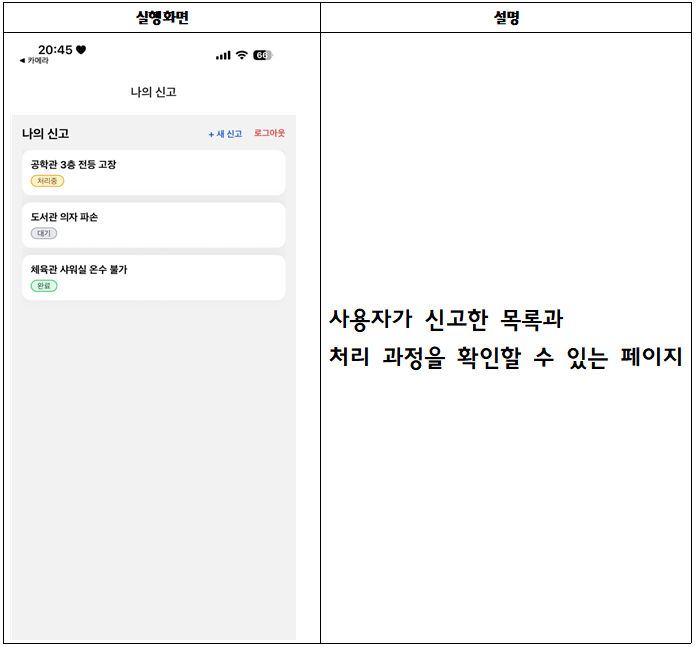 실행화면
설명
20:45
◀ 카메라
66
나의 신고
나의 신고
+ 새 신고
로그아웃
공학관 3층 전등 고장
처리중
도서관 의자 파손
대기
체육관 샤워실 온수 불가
완료
사용자가 신고한 목록과
처리 과정을 확인할 수 있는 페이지